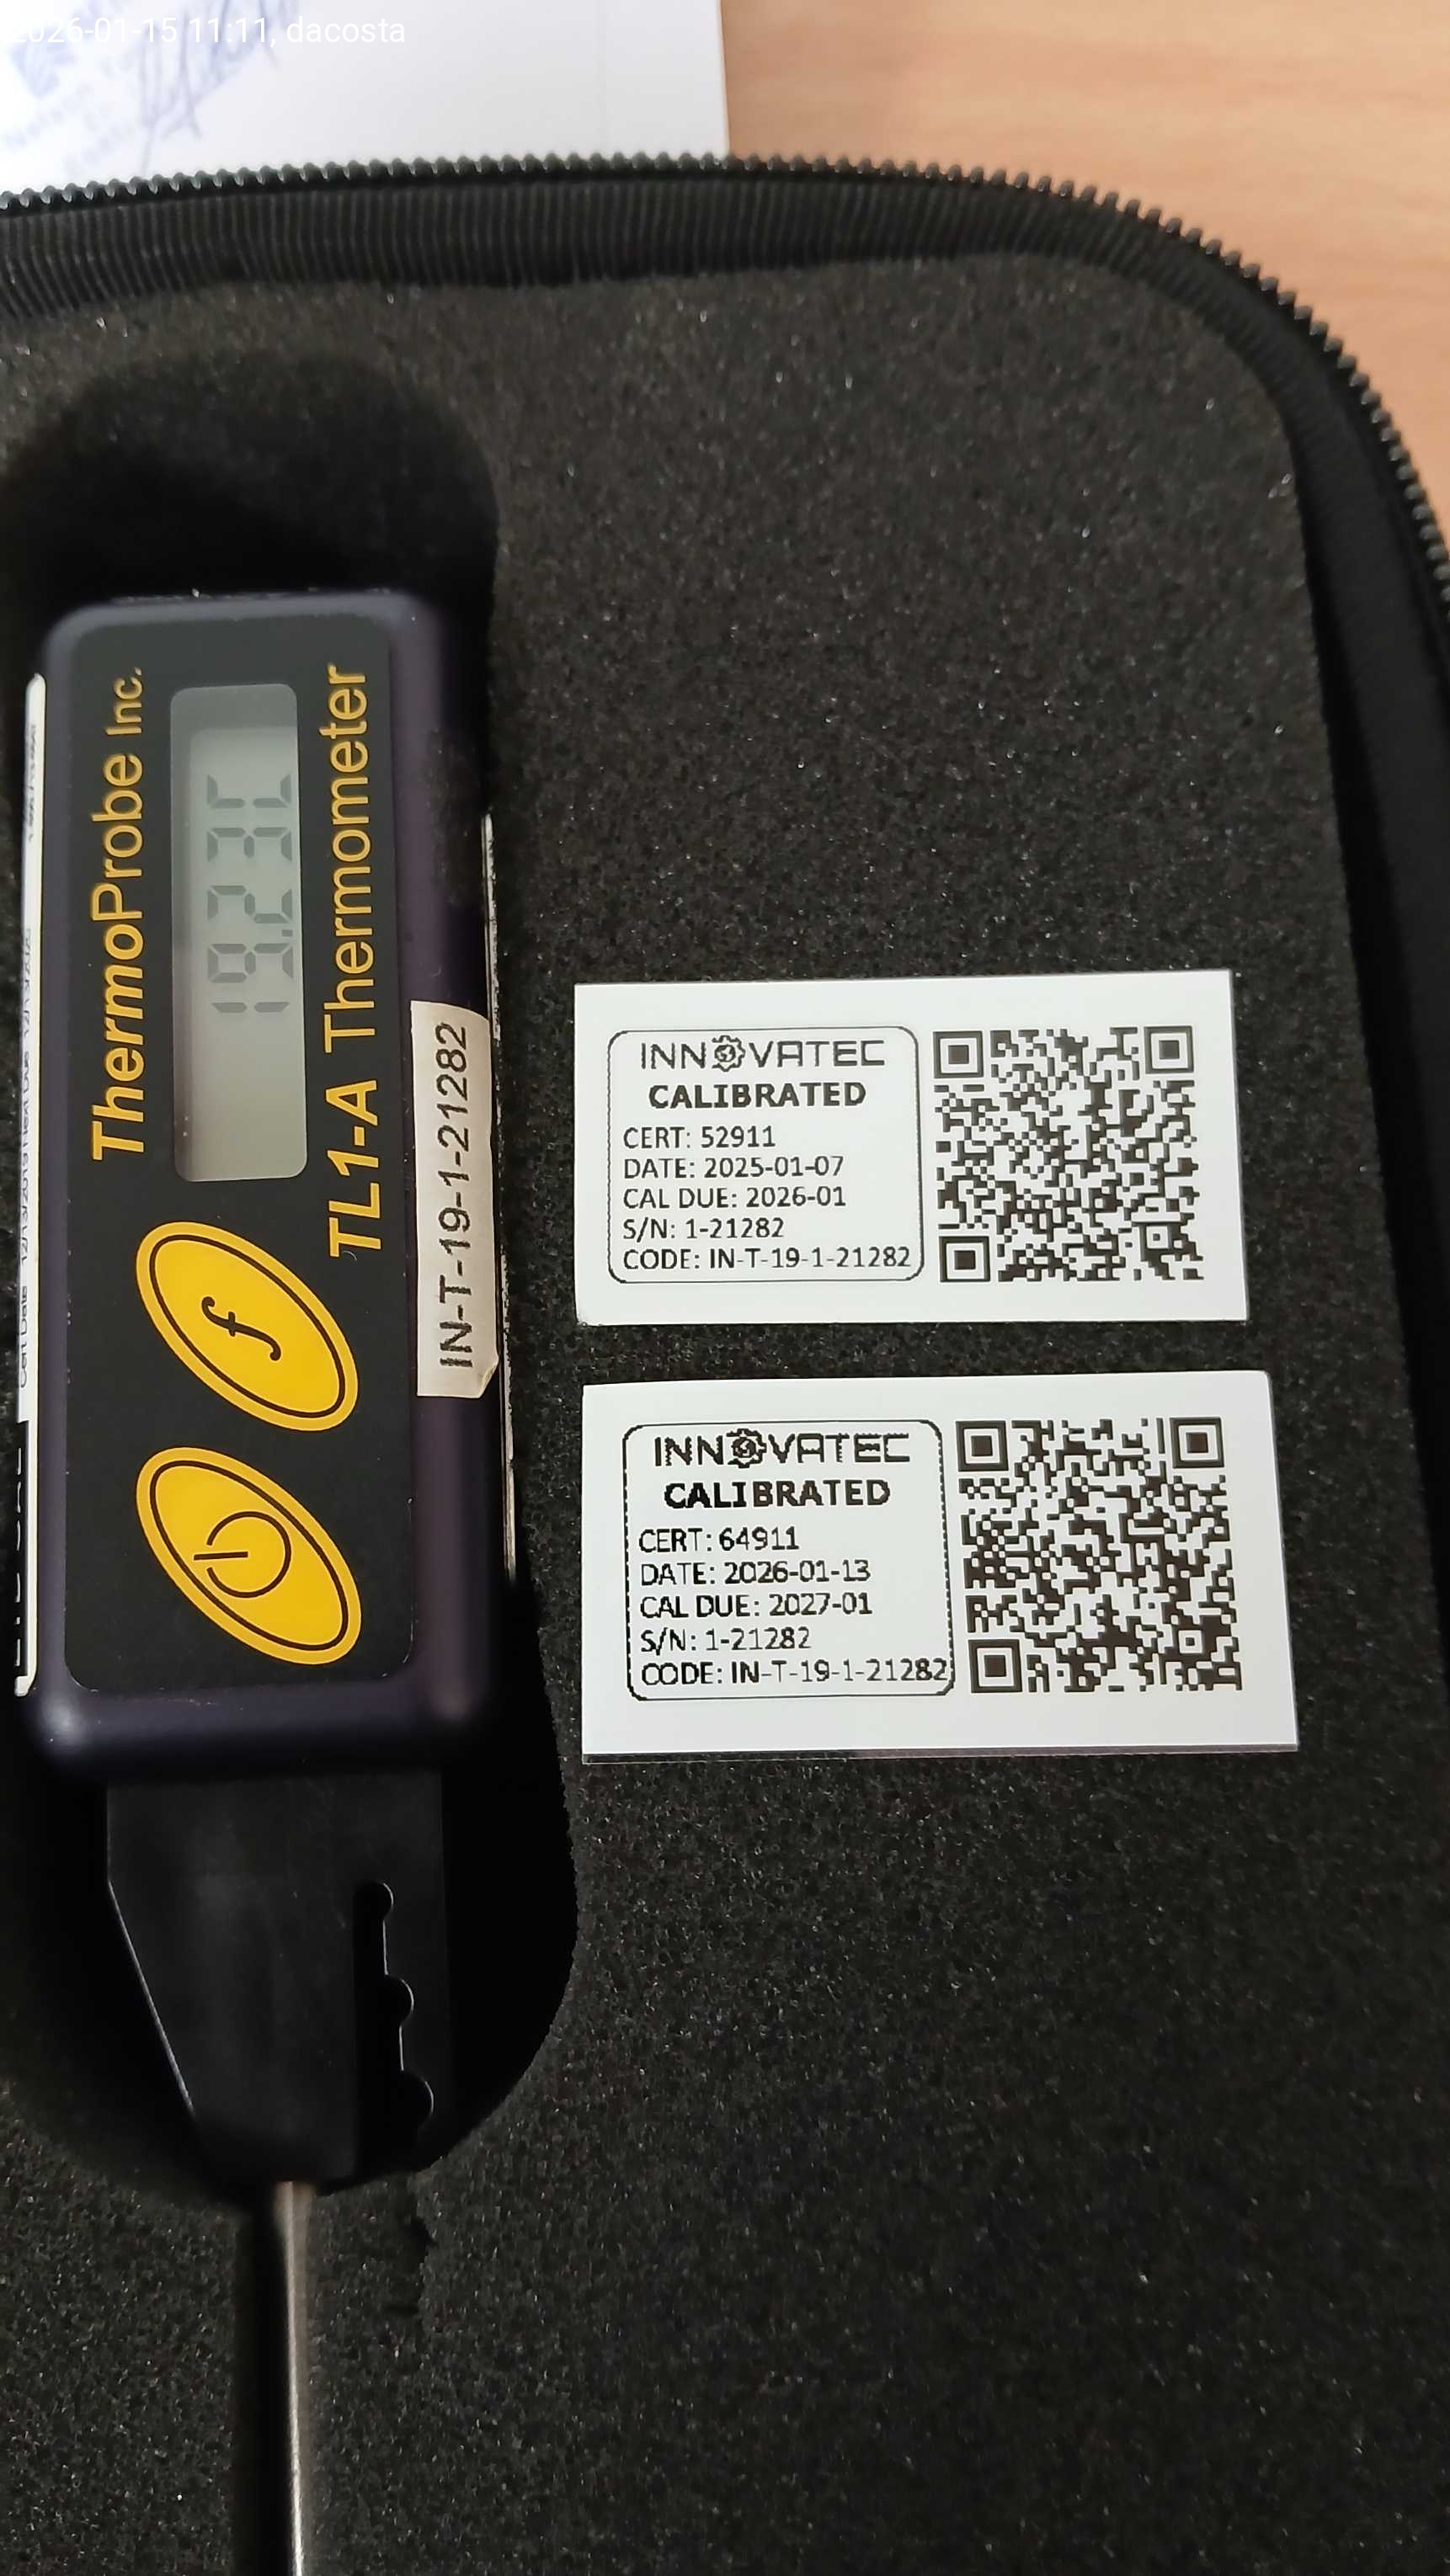 2026-01-15 11:11, dacosta
ThermoProbe Inc.
19.23C
TL1-A Thermometer
IN-T-19-1-21282
INNOVATEC
CALIBRATED
CERT: 52911
DATE: 2025-01-07
CAL DUE: 2026-01
S/N: 1-21282
CODE: IN-T-19-1-21282
INNOVATEC
CALIBRATED
CERT: 64911
DATE: 2026-01-13
CAL DUE: 2027-01
S/N: 1-21282
CODE: IN-T-19-1-21282